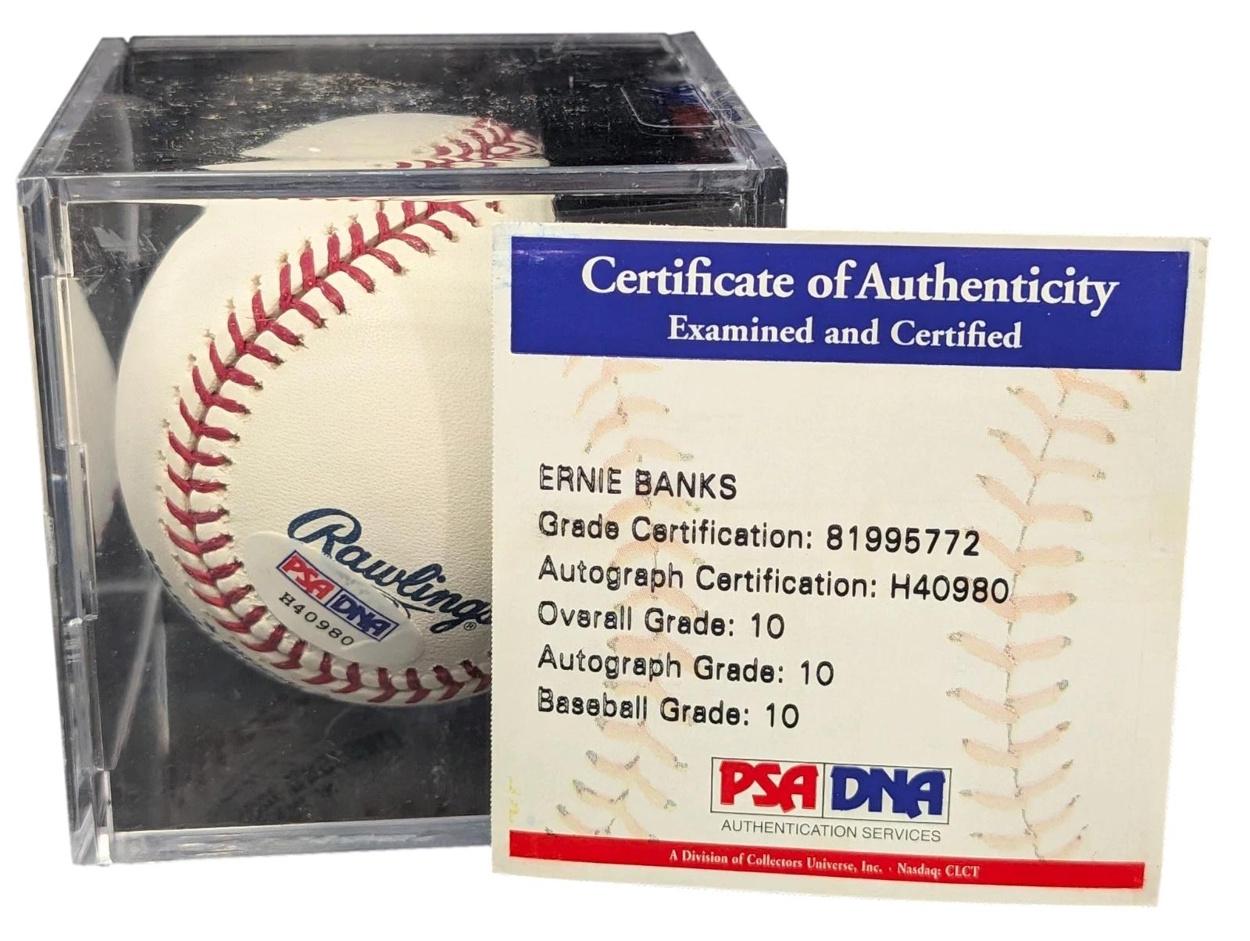 Rawlings®
PSA DNA
H40980
Certificate of Authenticity
Examined and Certified
ERNIE BANKS
Grade Certification: 81995772
Autograph Certification: H40980
Overall Grade: 10
Autograph Grade: 10
Baseball Grade: 10
PSA DNA
AUTHENTICATION SERVICES
A Division of Collectors Universe, Inc. · Nasdaq: CLCT